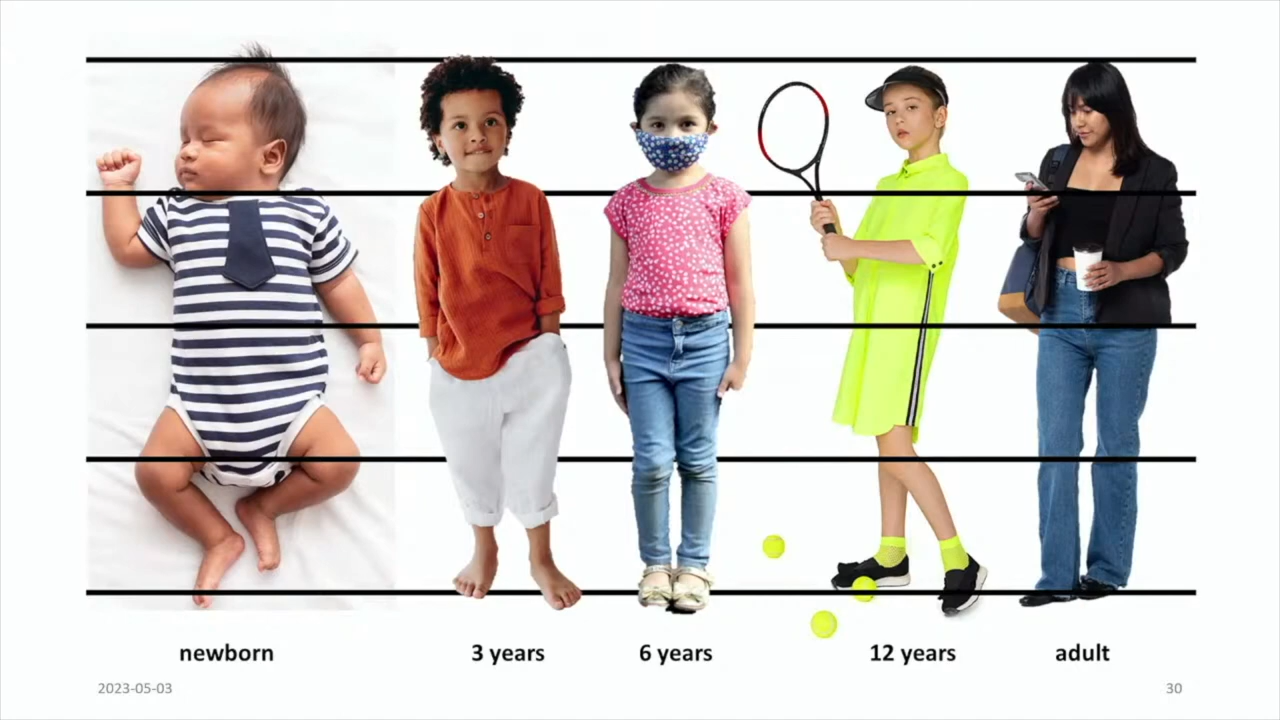 newborn
3 years
6 years
12 years
adult
2023-05-03
30